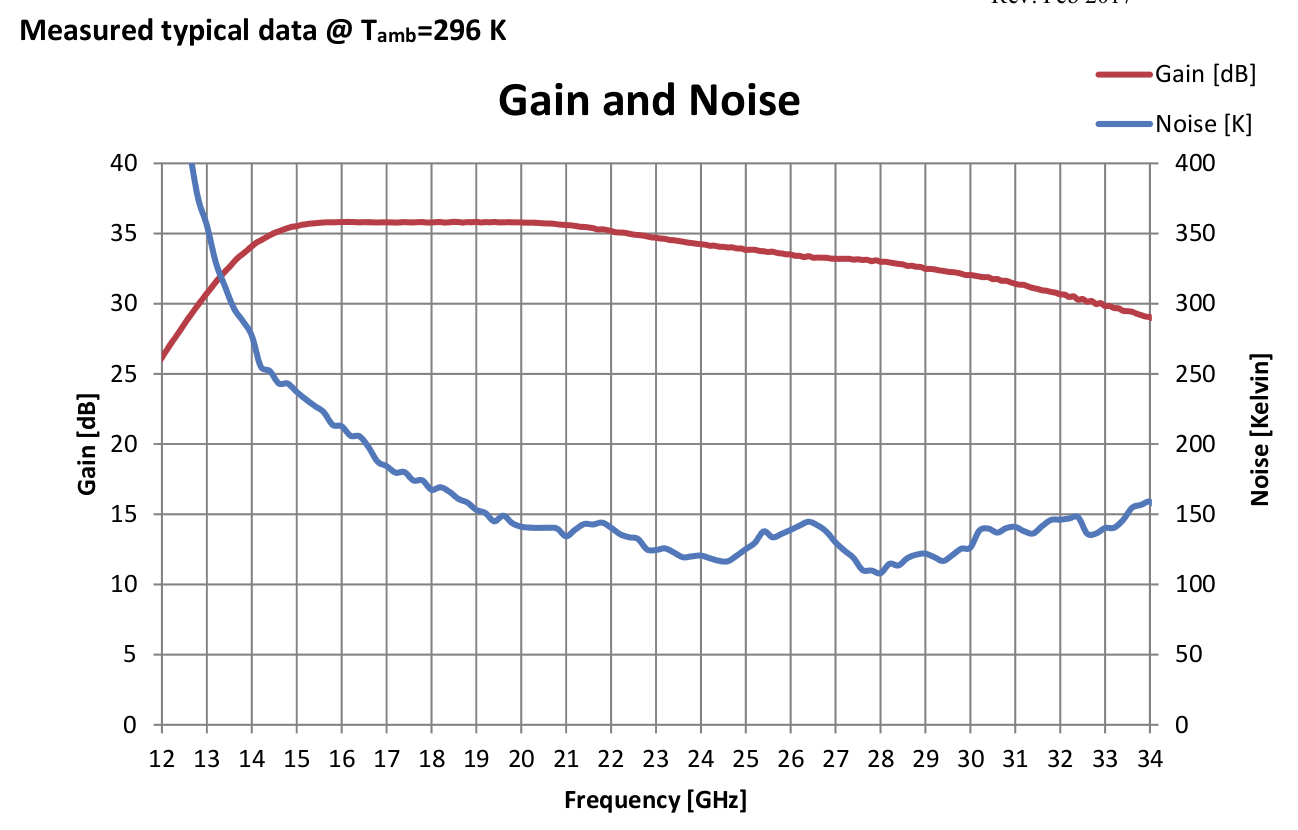 Rev. Feb 2017
Measured typical data @ Tamb=296 K
Gain [dB]
Gain and Noise
Noise [K]
40 400
35 350
30 300
25 250
20 200
15 150
10 100
5 50
0 0
Gain [dB]
Noise [Kelvin]
12 13 14 15 16 17 18 19 20 21 22 23 24 25 26 27 28 29 30 31 32 33 34
Frequency [GHz]